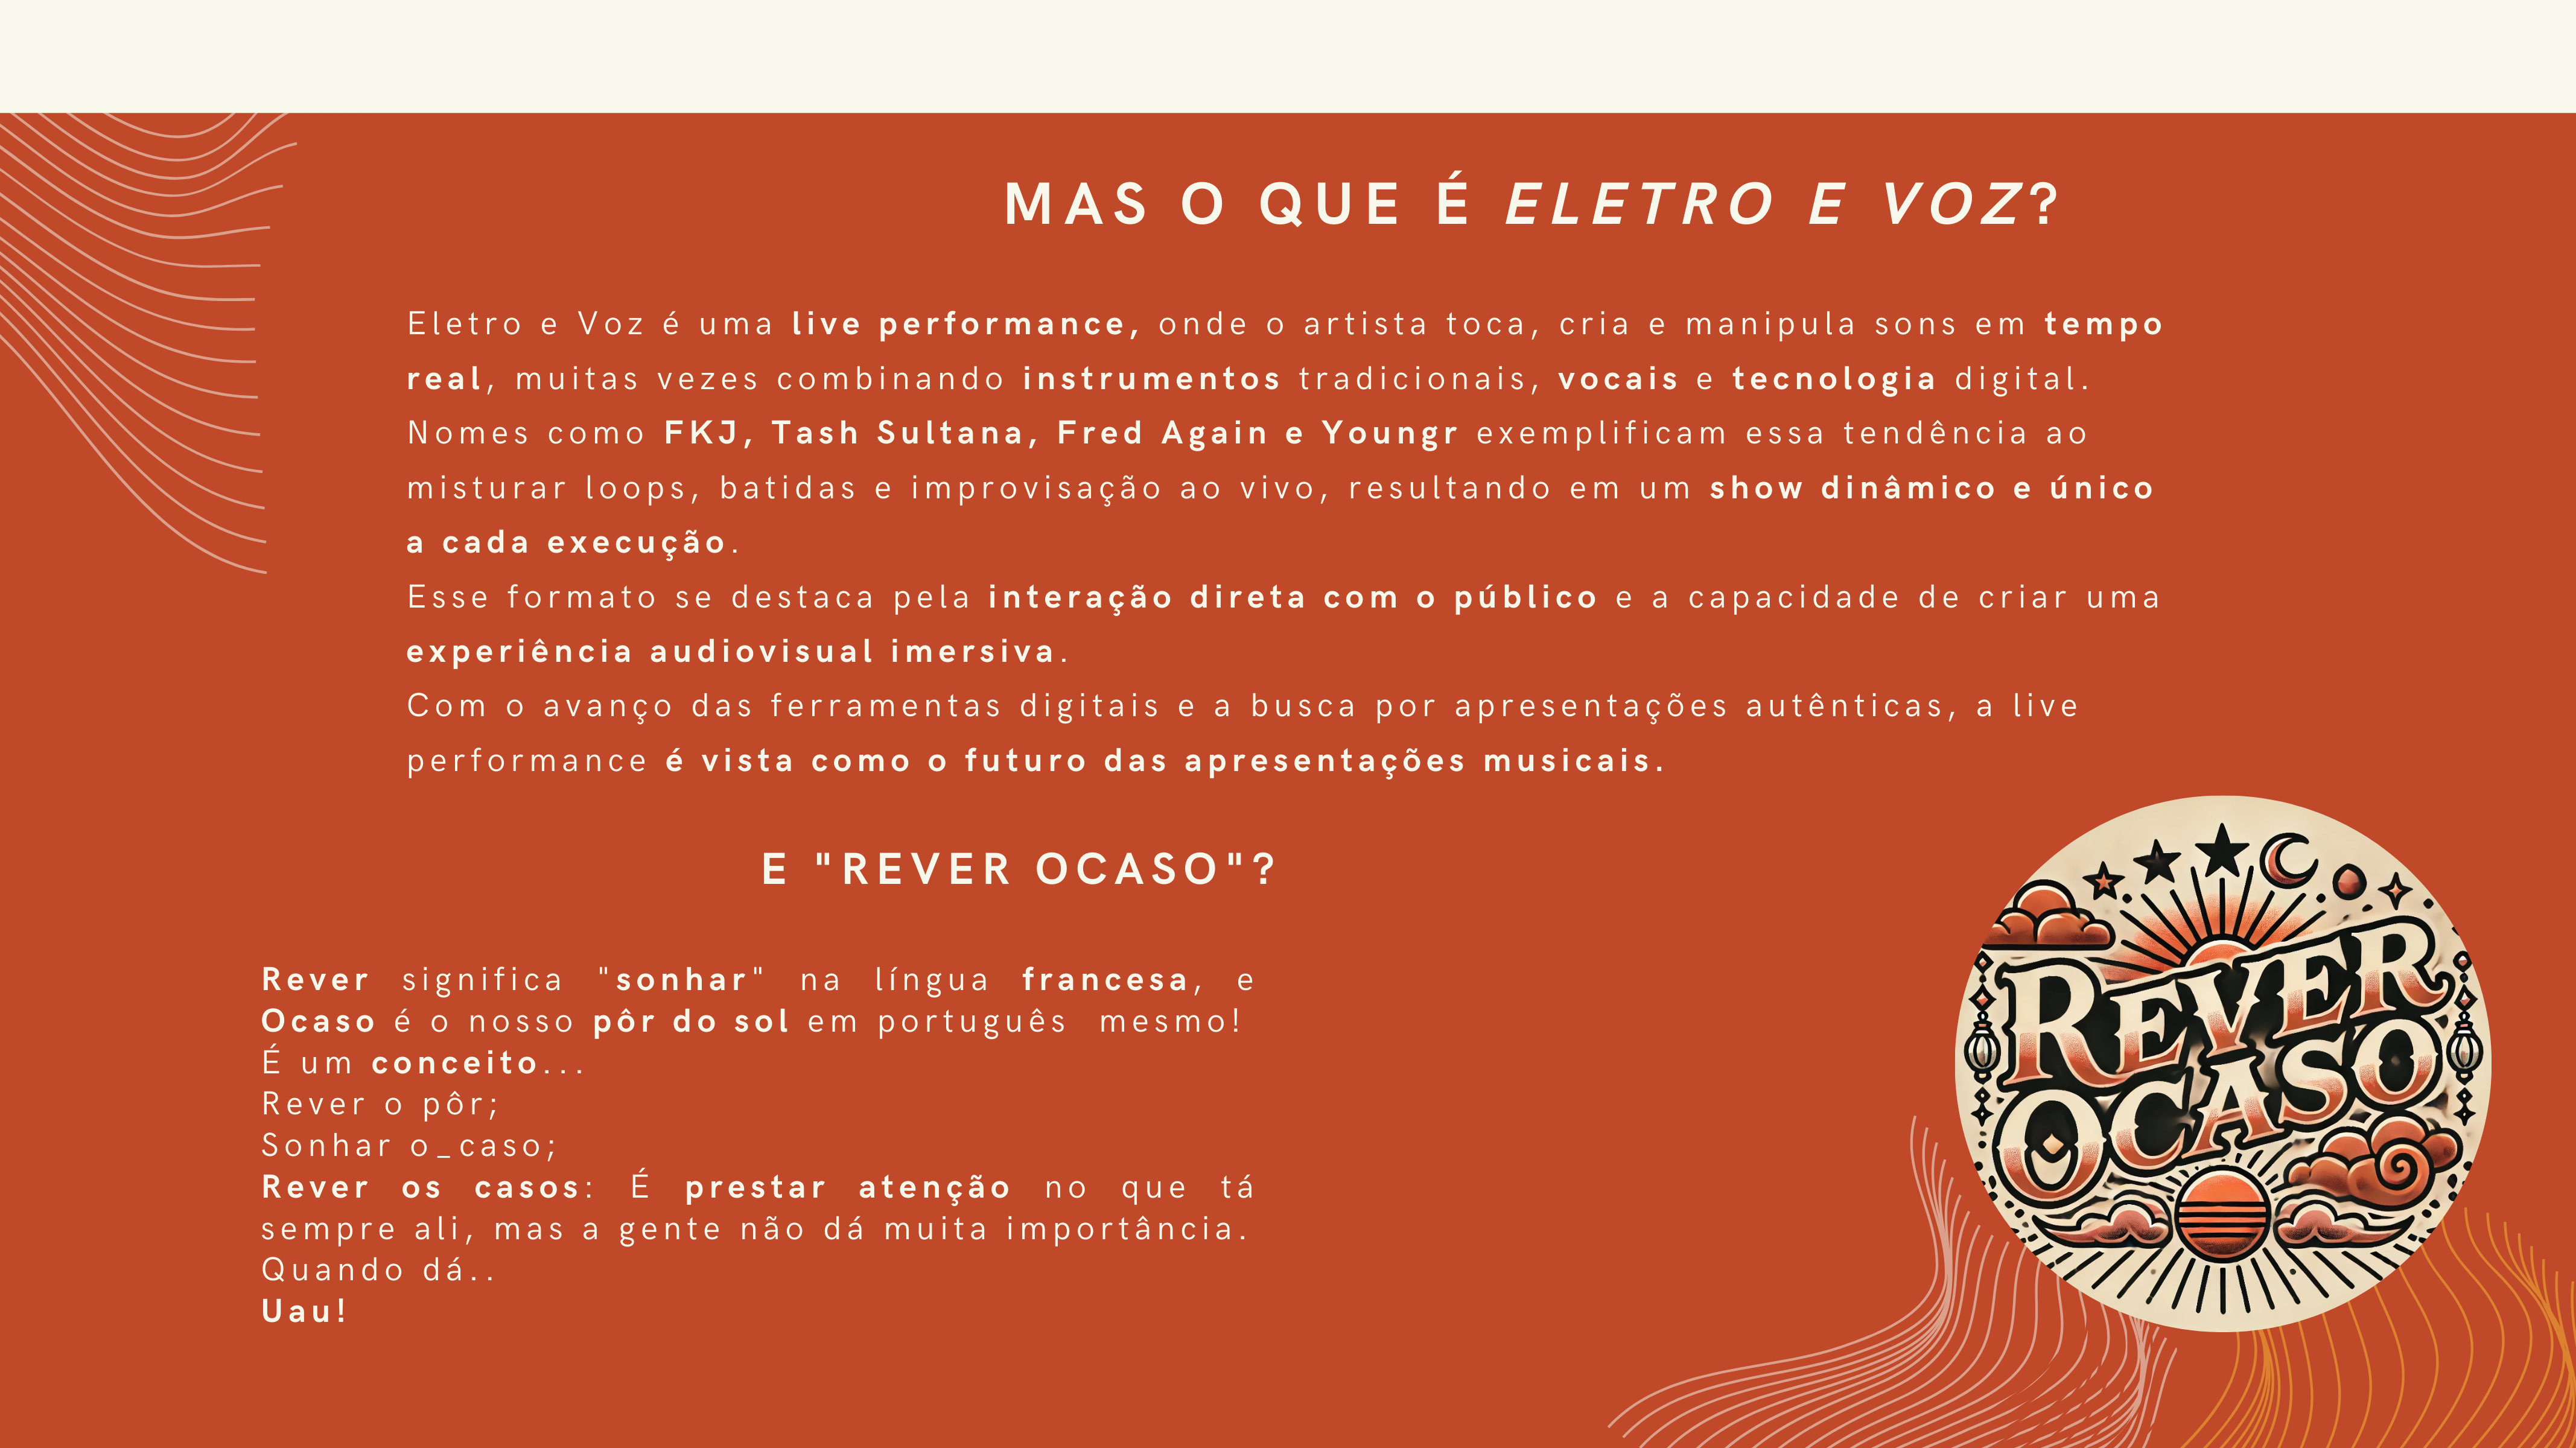 MAS O QUE É ELETRO E VOZ?
Eletro e Voz é uma live performance, onde o artista toca, cria e manipula sons em tempo
real, muitas vezes combinando instrumentos tradicionais, vocais e tecnologia digital.
Nomes como FKJ, Tash Sultana, Fred Again e Youngr exemplificam essa tendência ao
misturar loops, batidas e improvisação ao vivo, resultando em um show dinâmico e único
a cada execução.
Esse formato se destaca pela interação direta com o público e a capacidade de criar uma
experiência audiovisual imersiva.
Com o avanço das ferramentas digitais e a busca por apresentações autênticas, a live
performance é vista como o futuro das apresentações musicais.
E "REVER OCASO"?
Rever significa "sonhar" na língua francesa, e
Ocaso é o nosso pôr do sol em português mesmo!
É um conceito...
Rever o pôr;
Sonhar o_caso;
Rever os casos: É prestar atenção no que tá
sempre ali, mas a gente não dá muita importância.
Quando dá..
Uau!
REVER
OCASO